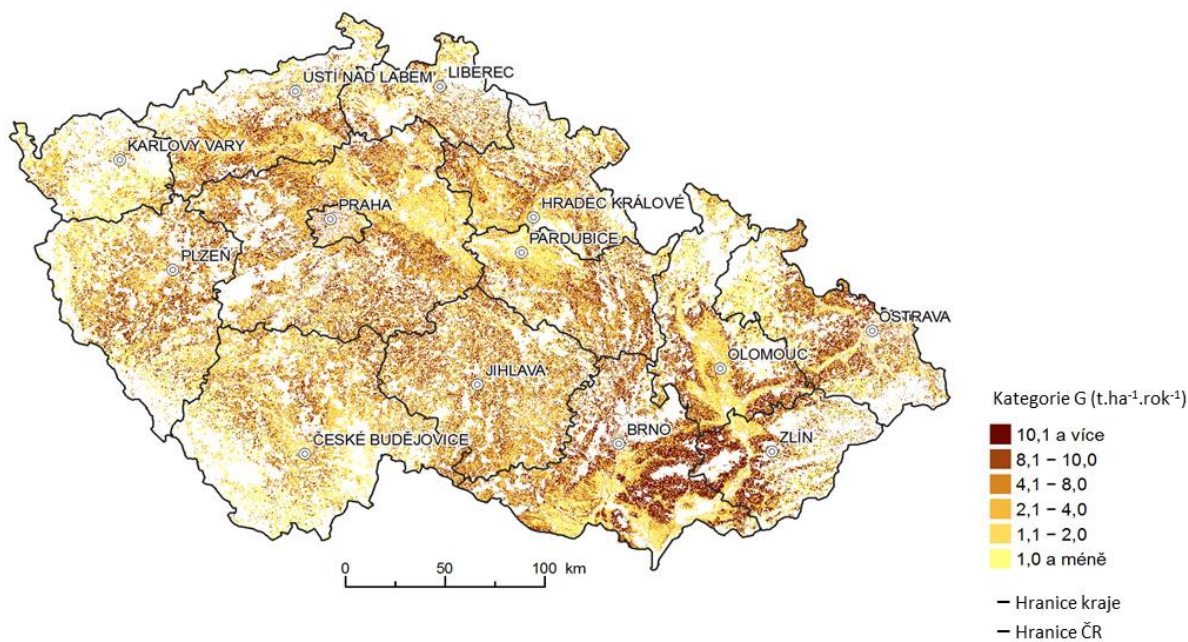 ÚSTÍ NAD LABEM
LIBEREC
KARLOVY VARY
PRAHA
HRADEC KRÁLOVÉ
PARDUBICE
PLZEŇ
OSTRAVA
OLOMOUC
JIHLAVA
BRNO
ZLÍN
ČESKÉ BUDĚJOVICE
Kategorie G (t.ha⁻¹.rok⁻¹)
10,1 a více
8,1 – 10,0
4,1 – 8,0
2,1 – 4,0
1,1 – 2,0
1,0 a méně
Hranice kraje
Hranice ČR
0 50 100 km